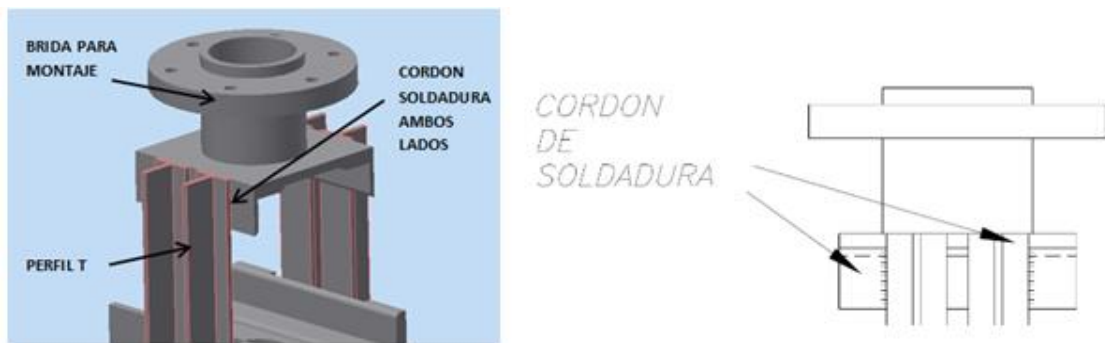 BRIDA PARA
MONTAJE
CORDON
SOLDADURA
AMBOS
LADOS
PERFIL T
CORDON
DE
SOLDADURA